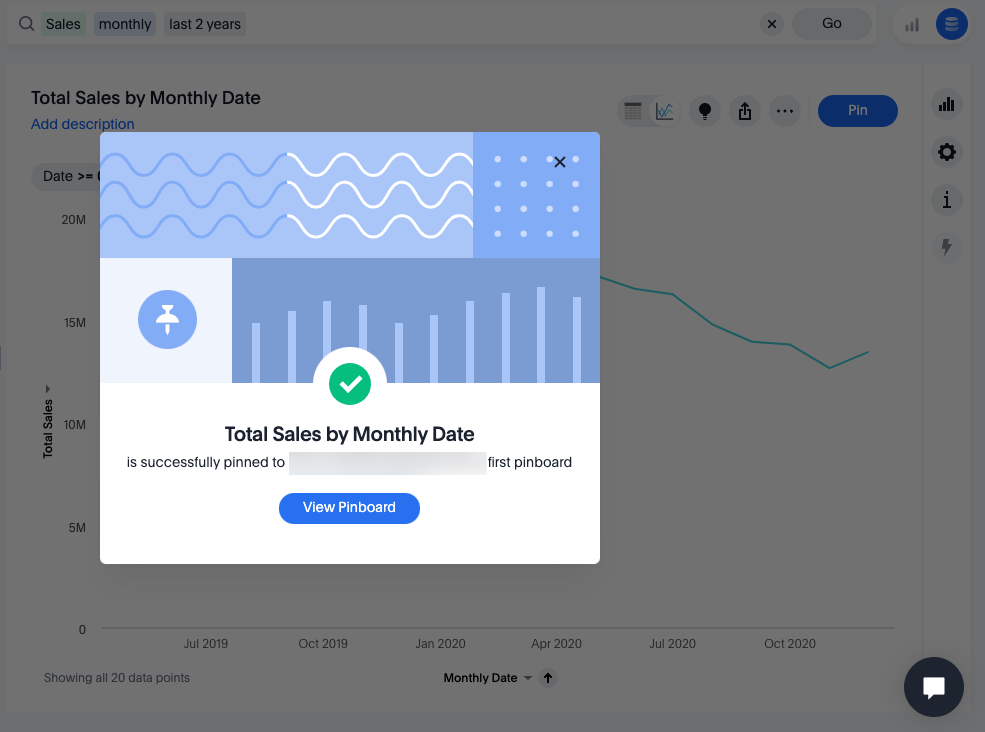 Sales monthly last 2 years
Go
Total Sales by Monthly Date
Add description
Pin
Date >=
20M
15M
10M
5M
0
Total Sales
Total Sales by Monthly Date
is successfully pinned to first pinboard
View Pinboard
Jul 2019 Oct 2019 Jan 2020 Apr 2020 Jul 2020 Oct 2020
Showing all 20 data points
Monthly Date